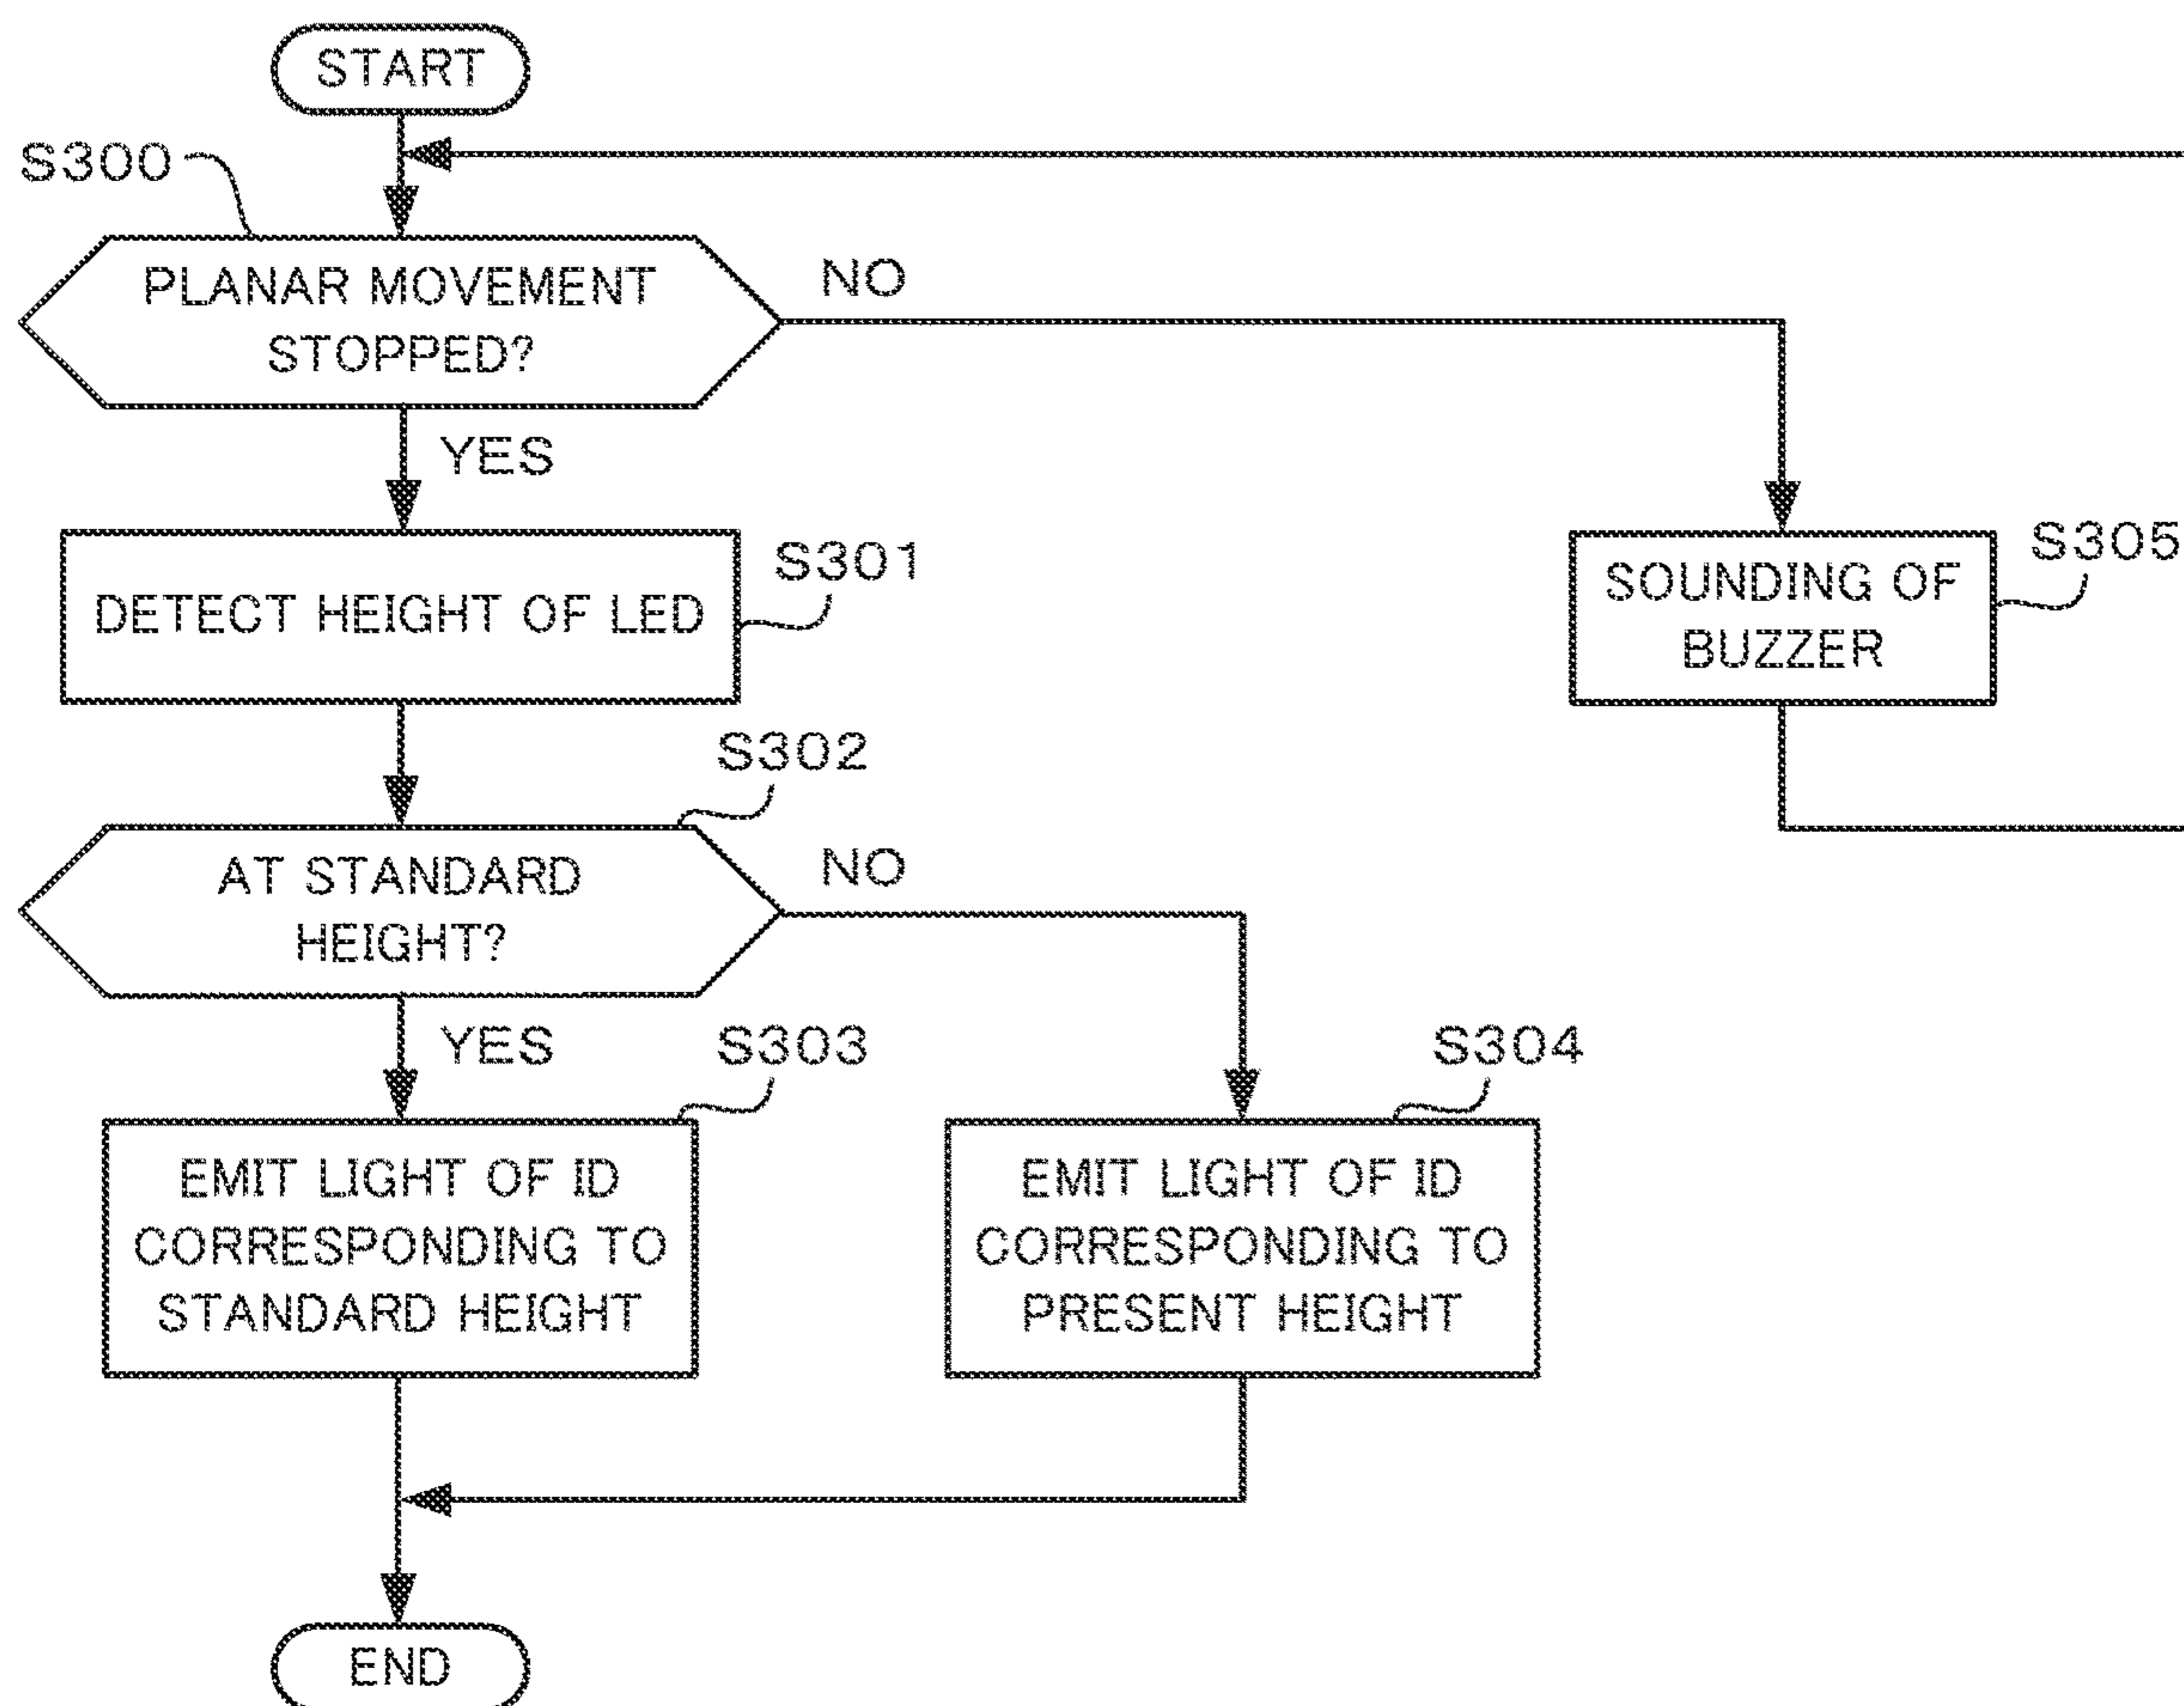 START
S300
PLANAR MOVEMENT
STOPPED?
NO
YES
DETECT HEIGHT OF LED
S301
SOUNDING OF
BUZZER
S305
S302
AT STANDARD
HEIGHT?
NO
YES
S303
S304
EMIT LIGHT OF ID
CORRESPONDING TO
STANDARD HEIGHT
EMIT LIGHT OF ID
CORRESPONDING TO
PRESENT HEIGHT
END